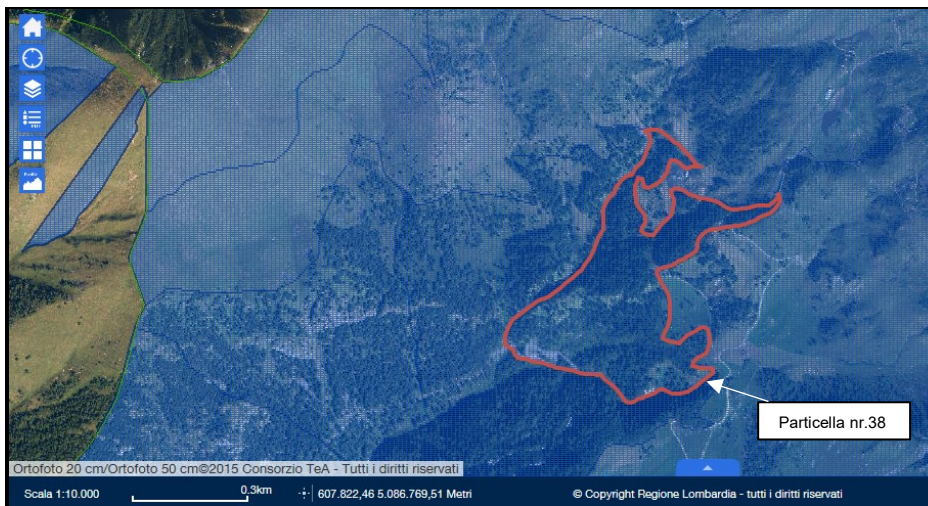 Particella nr.38
Ortofoto 20 cm/Ortofoto 50 cm©2015 Consorzio TeA - Tutti i diritti riservati
Scala 1:10.000
0.3km
607.822,46 5.086.769,51 Metri
© Copyright Regione Lombardia - tutti i diritti riservati